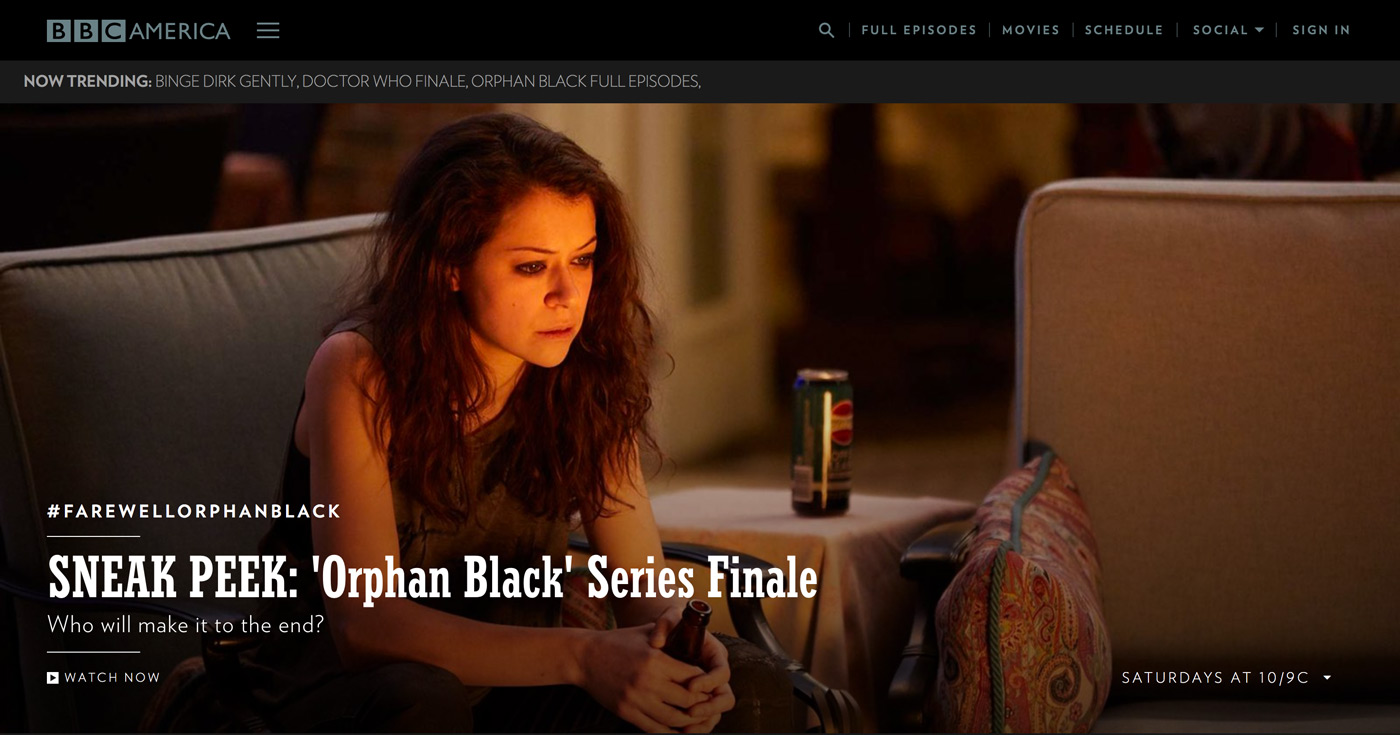 BBC AMERICA
FULL EPISODES
MOVIES
SCHEDULE
SOCIAL
SIGN IN
NOW TRENDING: BINGE DIRK GENTLY, DOCTOR WHO FINALE, ORPHAN BLACK FULL EPISODES,
#FAREWELLORPHANBLACK
SNEAK PEEK: 'Orphan Black' Series Finale
Who will make it to the end?
WATCH NOW
SATURDAYS AT 10/9C